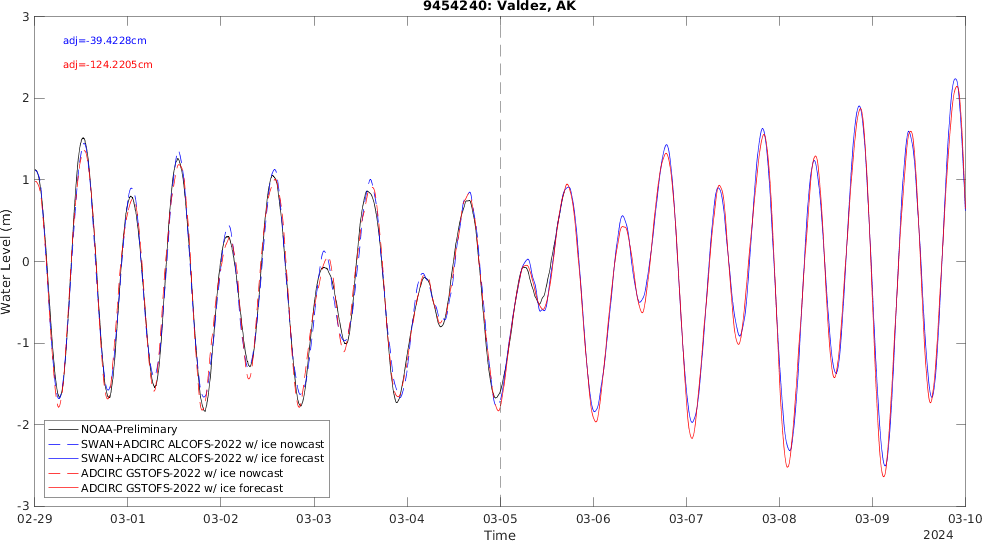 9454240: Valdez, AK
adj=-39.4228cm
adj=-124.2205cm
Water Level (m)
3
2
1
0
-1
-2
-3
NOAA-Preliminary
SWAN+ADCIRC ALCOFS-2022 w/ ice nowcast
SWAN+ADCIRC ALCOFS-2022 w/ ice forecast
ADCIRC GSTOFS-2022 w/ ice nowcast
ADCIRC GSTOFS-2022 w/ ice forecast
02-29 03-01 03-02 03-03 03-04 03-05 03-06 03-07 03-08 03-09 03-10
Time
2024